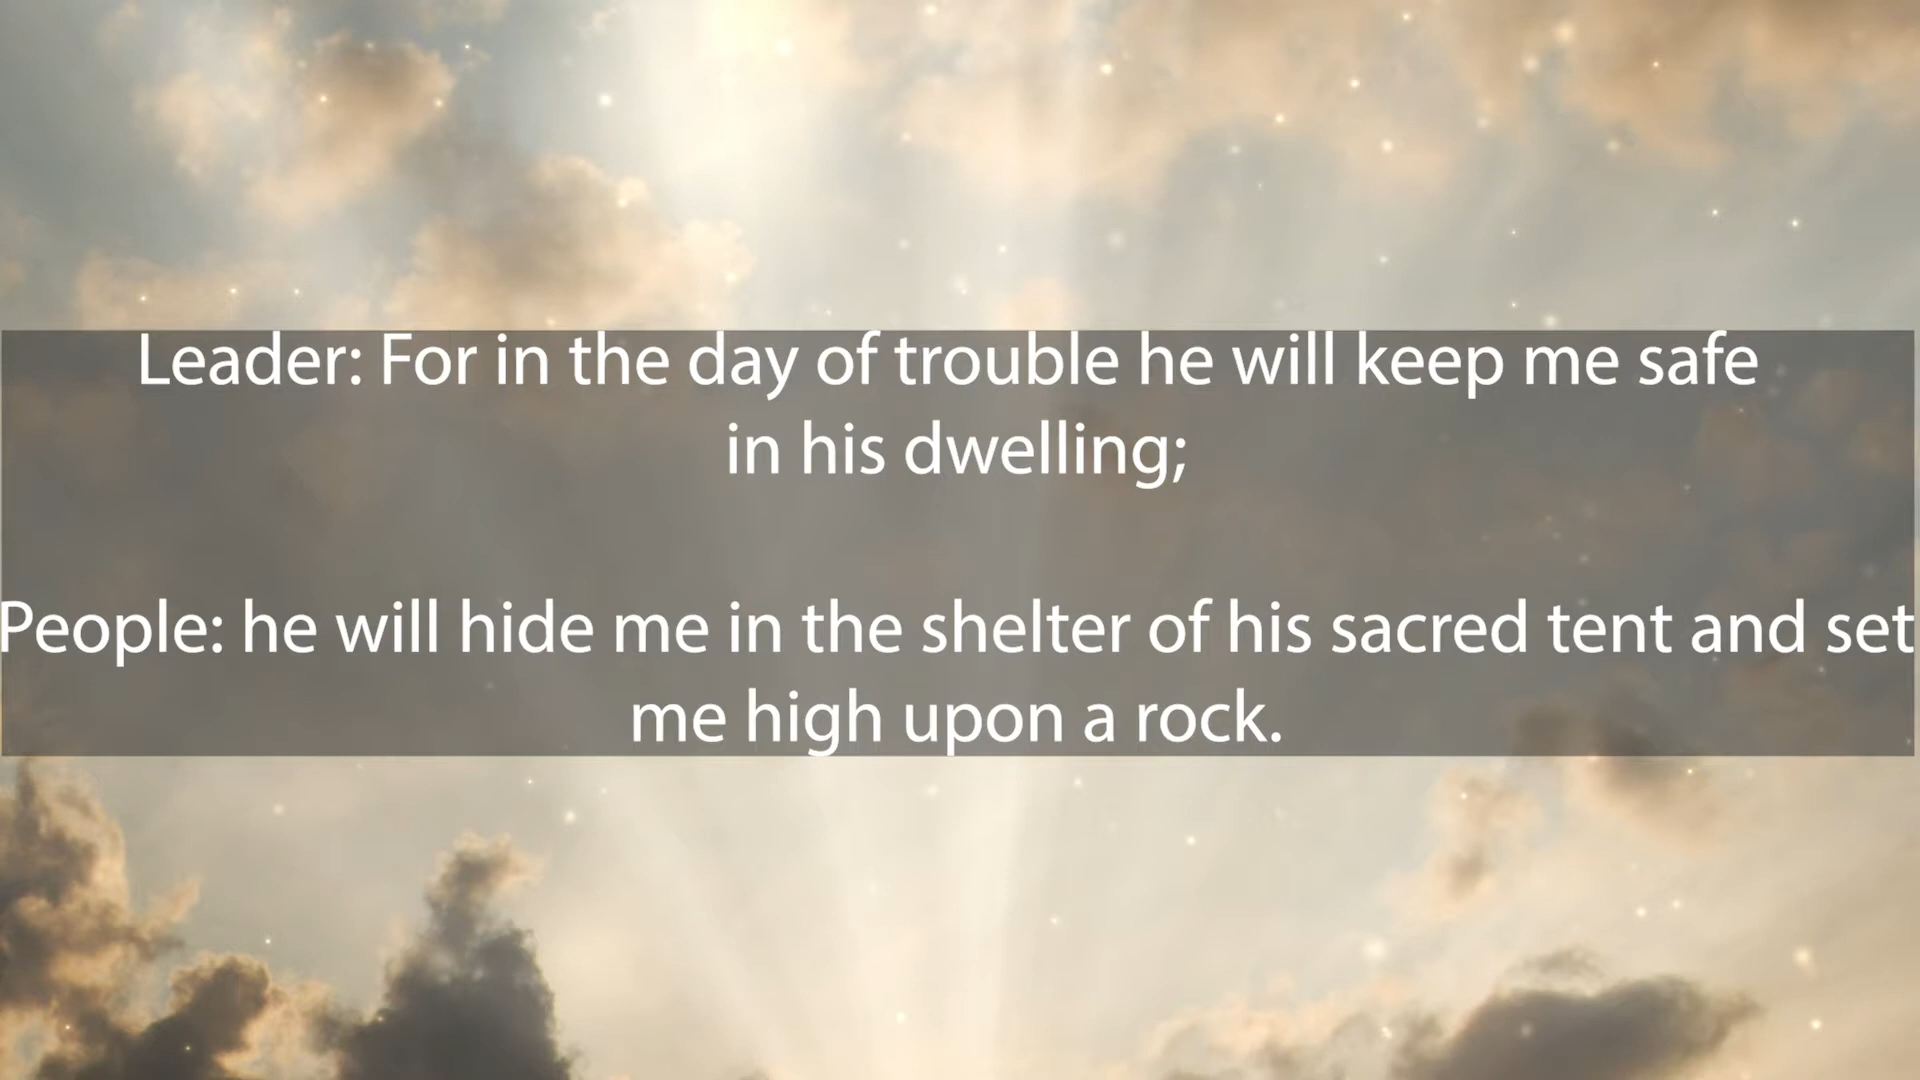 Leader: For in the day of trouble he will keep me safe
in his dwelling;
People: he will hide me in the shelter of his sacred tent and set
me high upon a rock.